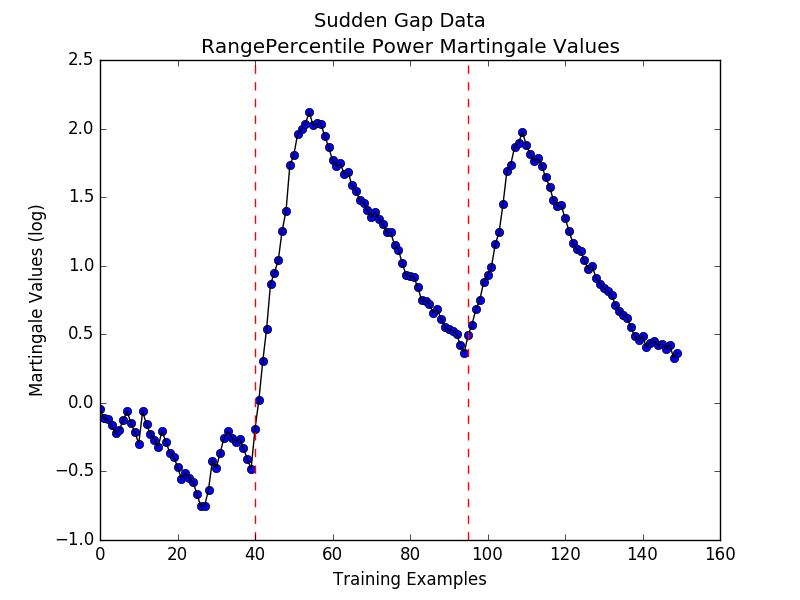 Sudden Gap Data
RangePercentile Power Martingale Values
2.5
2.0
1.5
1.0
0.5
0.0
−0.5
−1.0
Martingale Values (log)
0 20 40 60 80 100 120 140 160
Training Examples